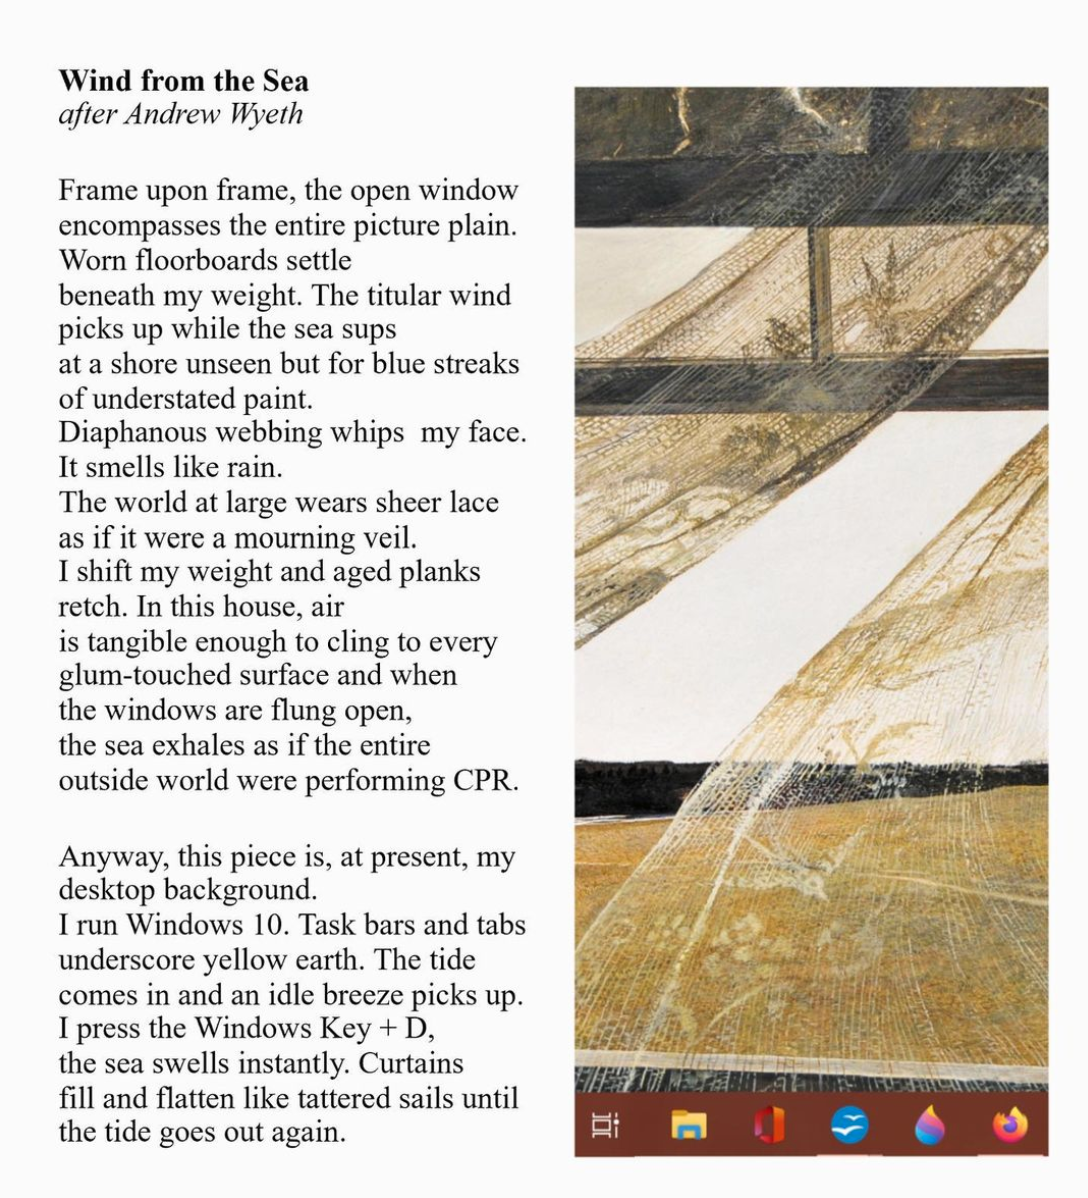 Wind from the Sea
after Andrew Wyeth
Frame upon frame, the open window
encompasses the entire picture plain.
Worn floorboards settle
beneath my weight. The titular wind
picks up while the sea sups
at a shore unseen but for blue streaks
of understated paint.
Diaphanous webbing whips  my face.
It smells like rain.
The world at large wears sheer lace
as if it were a mourning veil.
I shift my weight and aged planks
retch. In this house, air
is tangible enough to cling to every
glum-touched surface and when
the windows are flung open,
the sea exhales as if the entire
outside world were performing CPR.
Anyway, this piece is, at present, my
desktop background.
I run Windows 10. Task bars and tabs
underscore yellow earth. The tide
comes in and an idle breeze picks up.
I press the Windows Key + D,
the sea swells instantly. Curtains
fill and flatten like tattered sails until
the tide goes out again.